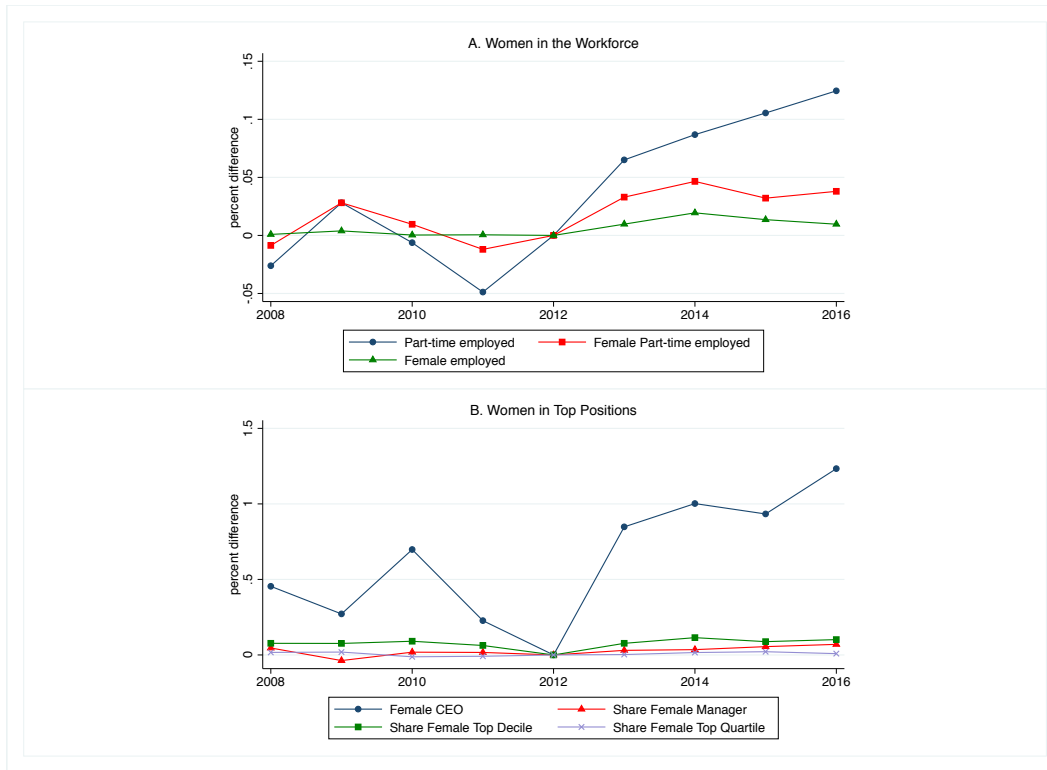 A. Women in the Workforce
percent difference
.15
.1
.05
0
-.05
2008 2010 2012 2014 2016
Part-time employed Female Part-time employed
Female employed
B. Women in Top Positions
percent difference
1.5
1
.5
0
2008 2010 2012 2014 2016
Female CEO Share Female Manager
Share Female Top Decile Share Female Top Quartile